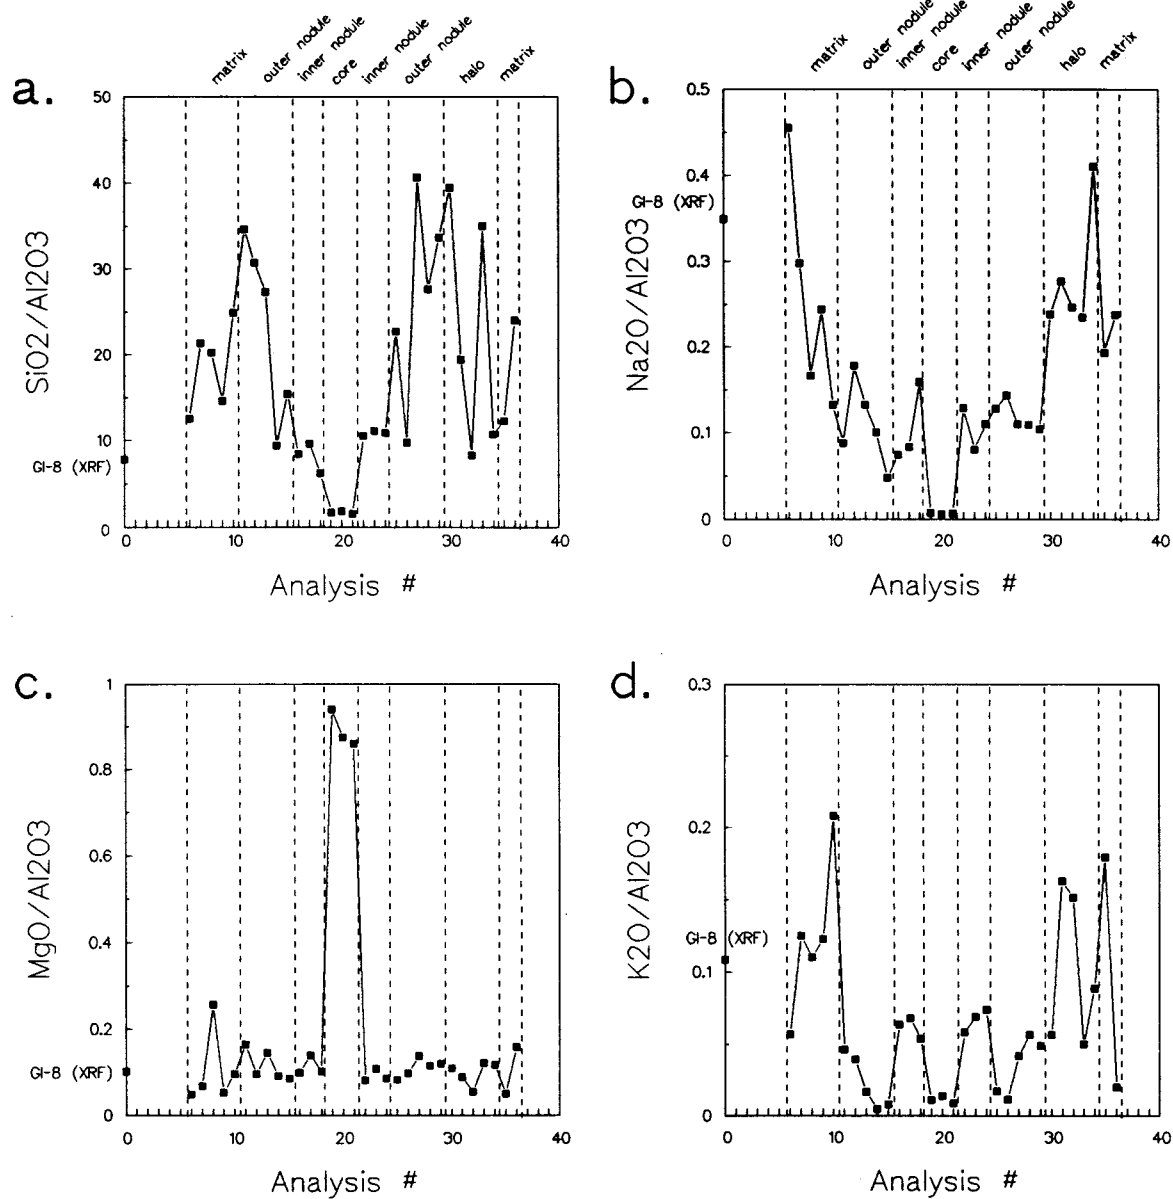 a.
matrix
outer nodule
inner nodule
core
inner nodule
outer nodule
halo
matrix
50
40
30
20
10
0
SiO2/Al2O3
GI-8 (XRF)
0 10 20 30 40
Analysis #
b.
matrix
outer nodule
inner nodule
core
inner nodule
outer nodule
halo
matrix
0.5
0.4
0.3
0.2
0.1
0
Na2O/Al2O3
GI-8 (XRF)
0 10 20 30 40
Analysis #
c.
1
0.8
0.6
0.4
0.2
0
MgO/Al2O3
GI-8 (XRF)
0 10 20 30 40
Analysis #
d.
0.3
0.2
0.1
0
K2O/Al2O3
GI-8 (XRF)
0 10 20 30 40
Analysis #